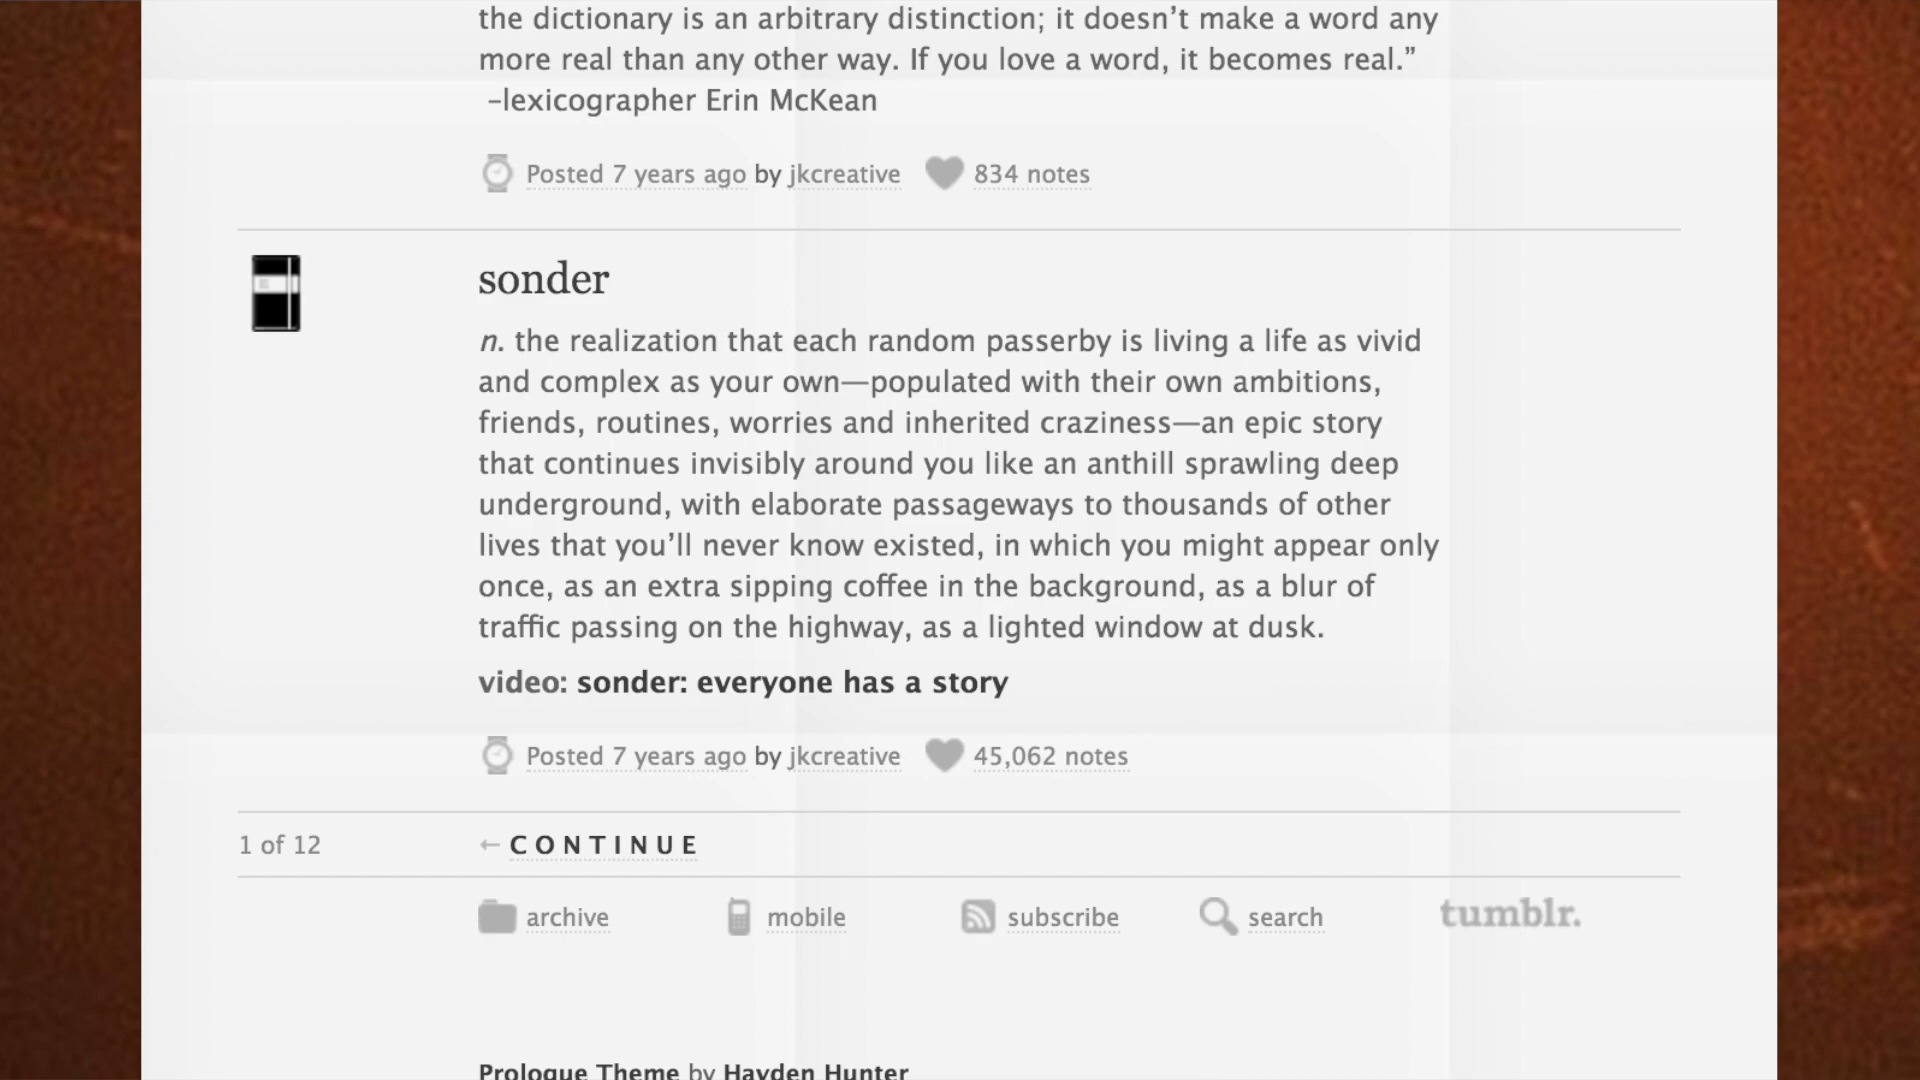 the dictionary is an arbitrary distinction; it doesn’t make a word any
more real than any other way. If you love a word, it becomes real.”
–lexicographer Erin McKean
Posted 7 years ago by jkcreative 834 notes
sonder
n. the realization that each random passerby is living a life as vivid
and complex as your own—populated with their own ambitions,
friends, routines, worries and inherited craziness—an epic story
that continues invisibly around you like an anthill sprawling deep
underground, with elaborate passageways to thousands of other
lives that you’ll never know existed, in which you might appear only
once, as an extra sipping coffee in the background, as a blur of
traffic passing on the highway, as a lighted window at dusk.
video: sonder: everyone has a story
Posted 7 years ago by jkcreative 45,062 notes
1 of 12 ← CONTINUE
archive mobile subscribe search tumblr.
Prologue Theme by Hayden Hunter